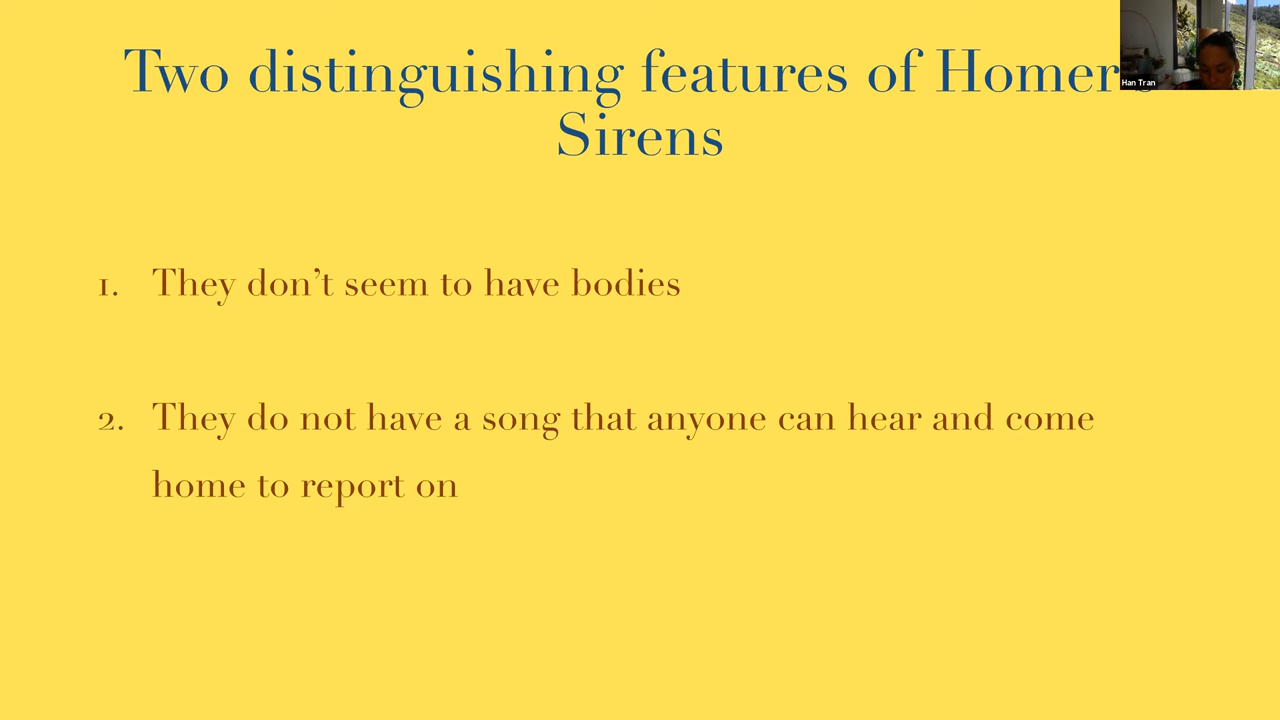 Two distinguishing features of Homer
Sirens
1. They don't seem to have bodies
2. They do not have a song that anyone can hear and come
home to report on
Han Tran